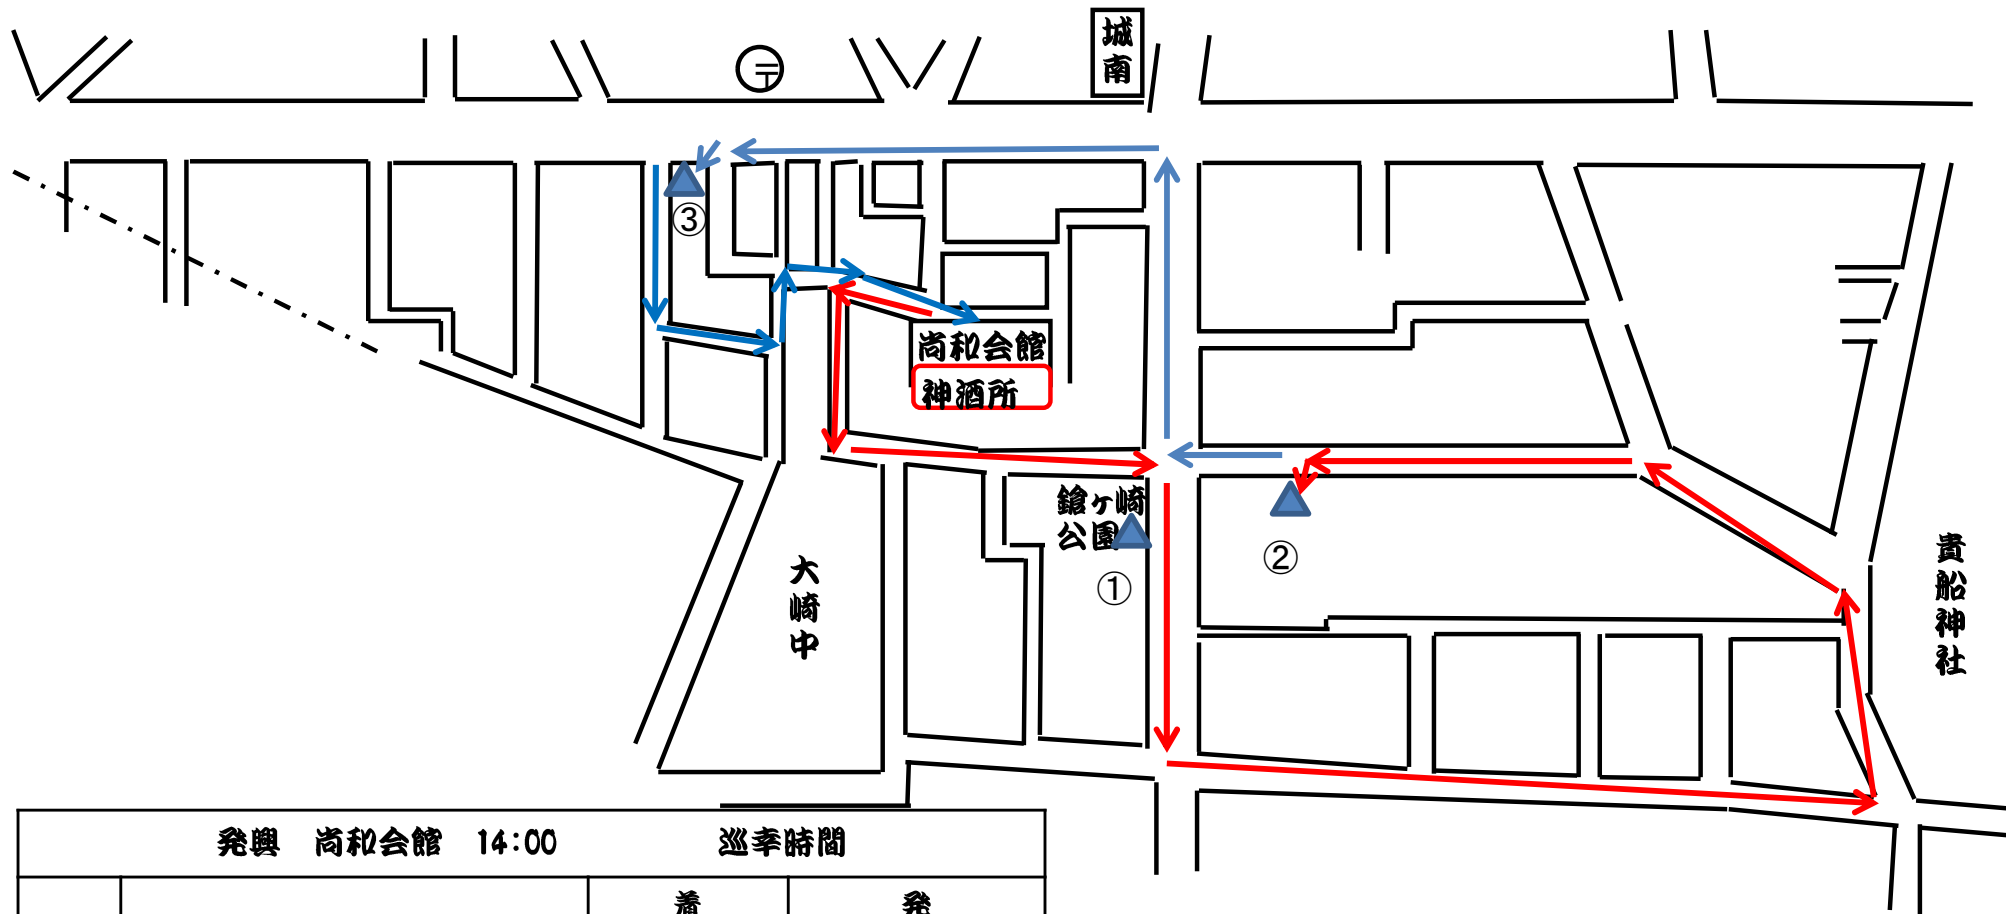 城南
〒
③
尚和会館
神酒所
鎗ヶ崎
公園
①
②
大崎中
貴船神社
発輿 尚和会館 14:00 巡幸時間
着 発